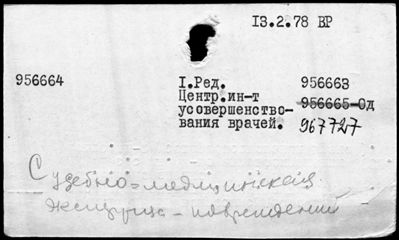 13.2.78 ВР
956664 I.Ред. 956663
Центр.ин-т 956665-Од
усовершенство-
вания врачей. 967727
Судебно-медицинская
экспертиза - повреждений